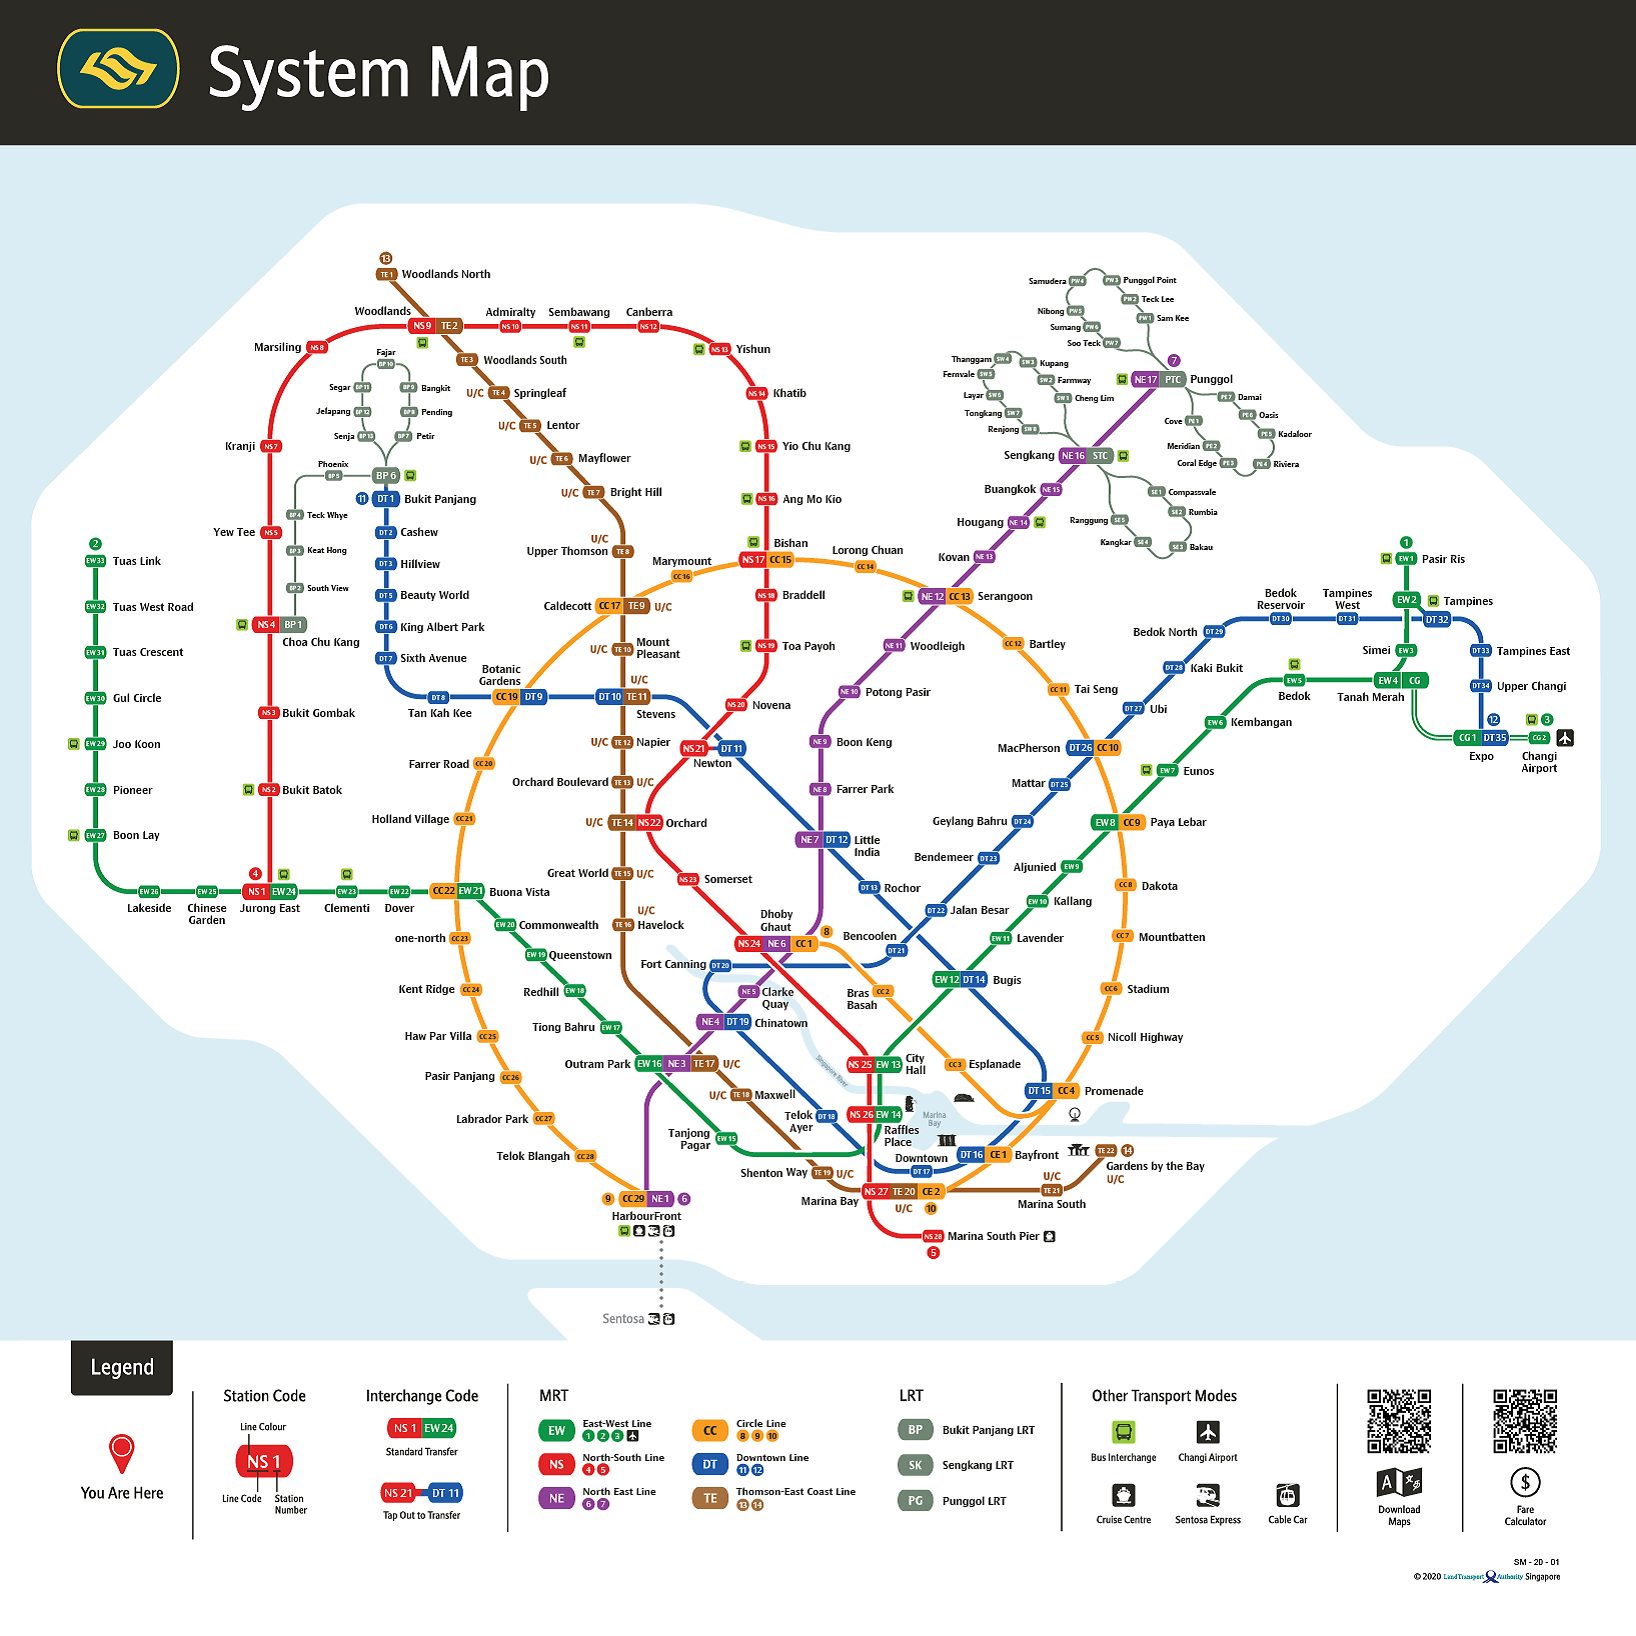 System Map
13
TE1 Woodlands North
Woodlands
NS9 TE2
Admiralty
NS10
Sembawang
NS11
Canberra
NS12
Marsiling NS8
NS13 Yishun
TE3 Woodlands South
U/C TE4 Springleaf
NS14 Khatib
U/C TE5 Lentor
Kranji NS7
NS15 Yio Chu Kang
U/C TE6 Mayflower
U/C TE7 Bright Hill
NS16 Ang Mo Kio
Fajar
BP10
Segar BP11
BP9 Bangkit
Jelapang BP12
BP8 Pending
Senja BP13
BP7 Petir
Phoenix
BP5
BP6
11 DT1 Bukit Panjang
BP4 Teck Whye
Yew Tee NS5
DT2 Cashew
BP3 Keat Hong
DT3 Hillview
BP2 South View
DT5 Beauty World
NS4 BP1
Choa Chu Kang
DT6 King Albert Park
DT7 Sixth Avenue
Samudera PW4
PW3 Punggol Point
PW2 Teck Lee
Nibong PW5
PW1 Sam Kee
Sumang PW6
Soo Teck PW7
7
NE17 PTC Punggol
Thanggam SW4
SW3 Kupang
Fernvale SW5
SW2 Farmway
Layar SW6
SW1 Cheng Lim
Tongkang SW7
Renjong SW8
PE7 Damai
PE6 Oasis
Cove PE1
PE5 Kadaloor
Meridian PE2
Coral Edge PE3
PE4 Riviera
Sengkang NE16 STC
SE1 Compassvale
SE2 Rumbia
Ranggung SE5
Kangkar SE4
SE3 Bakau
Buangkok NE15
Hougang NE14
Kovan NE13
2
EW33 Tuas Link
EW32 Tuas West Road
EW31 Tuas Crescent
EW30 Gul Circle
EW29 Joo Koon
EW28 Pioneer
EW27 Boon Lay
U/C
Upper Thomson TE8
Marymount
CC16
Bishan
NS17 CC15
Lorong Chuan
CC14
Caldecott CC17 TE9 U/C
NS18 Braddell
NE12 CC13 Serangoon
U/C TE10 Mount
Pleasant
NS19 Toa Payoh
NE11 Woodleigh
CC12 Bartley
Botanic
Gardens
CC19 DT9
DT8
Tan Kah Kee
U/C
DT10 TE11
Stevens
NS20 Novena
NE10 Potong Pasir
CC11 Tai Seng
1
EW1 Pasir Ris
EW2 Tampines
DT32
Bedok
Reservoir
DT30
Tampines
West
DT31
Bedok North DT29
Simei EW3
DT33 Tampines East
DT28 Kaki Bukit
EW5
Bedok
EW4 CG
Tanah Merah
DT34 Upper Changi
DT27 Ubi
EW6 Kembangan
12
3
CG1 DT35
Expo
CG2
Changi
Airport
NS3 Bukit Gombak
NS2 Bukit Batok
Farrer Road CC20
U/C TE12 Napier
NS21 DT11
Newton
NE9 Boon Keng
MacPherson DT26 CC10
EW7 Eunos
Orchard Boulevard TE13 U/C
NE8 Farrer Park
Mattar DT25
Holland Village CC21
U/C TE14 NS22 Orchard
Geylang Bahru DT24
EW8 CC9 Paya Lebar
NE7 DT12 Little
India
Bendemeer DT23
Aljunied EW9
Great World TE15 U/C
NS23 Somerset
DT13 Rochor
CC8 Dakota
4
NS1 EW24
Jurong East
EW26
Lakeside
EW25
Chinese
Garden
EW23
Clementi
EW22
Dover
CC22 EW21 Buona Vista
EW10 Kallang
DT22 Jalan Besar
U/C
TE16 Havelock
Dhoby
Ghaut
NS24 NE6 CC1
8
Bencoolen
DT21
EW11 Lavender
CC7 Mountbatten
EW20 Commonwealth
one-north CC23
EW19 Queenstown
Fort Canning DT20
EW12 DT14 Bugis
Kent Ridge CC24
Redhill EW18
NE5 Clarke
Quay
Bras
Basah
CC2
CC6 Stadium
Tiong Bahru EW17
NE4 DT19 Chinatown
Haw Par Villa CC25
CC5 Nicoll Highway
Outram Park EW16 NE3 TE17 U/C
Singapore River
NS25 EW13 City
Hall
CC3 Esplanade
Pasir Panjang CC26
U/C TE18 Maxwell
DT15 CC4 Promenade
Labrador Park CC27
Telok
Ayer
DT18
NS26 EW14
Raffles
Place
Marina
Bay
Tanjong
Pagar
EW15
Telok Blangah CC28
Downtown
DT17
DT16 CE1 Bayfront
TE22 14
Gardens by the Bay
U/C
Shenton Way TE19 U/C
Marina Bay
NS27 TE20 CE2
U/C 10
U/C
TE21
Marina South
9 CC29 NE1 6
HarbourFront
NS28 Marina South Pier
5
Sentosa
Legend
You Are Here
Station Code
Line Colour
NS 1
Line Code
Station
Number
Interchange Code
NS 1 EW24
Standard Transfer
NS 21 DT 11
Tap Out to Transfer
MRT
EW East-West Line
1 2 3
NS North-South Line
4 5
NE North East Line
6 7
CC Circle Line
8 9 10
DT Downtown Line
11 12
TE Thomson-East Coast Line
13 14
LRT
BP Bukit Panjang LRT
SK Sengkang LRT
PG Punggol LRT
Other Transport Modes
Bus Interchange
Changi Airport
Cruise Centre
Sentosa Express
Cable Car
A
Download
Maps
$
Fare
Calculator
SM - 20 - 01
© 2020 Land Transport Authority Singapore